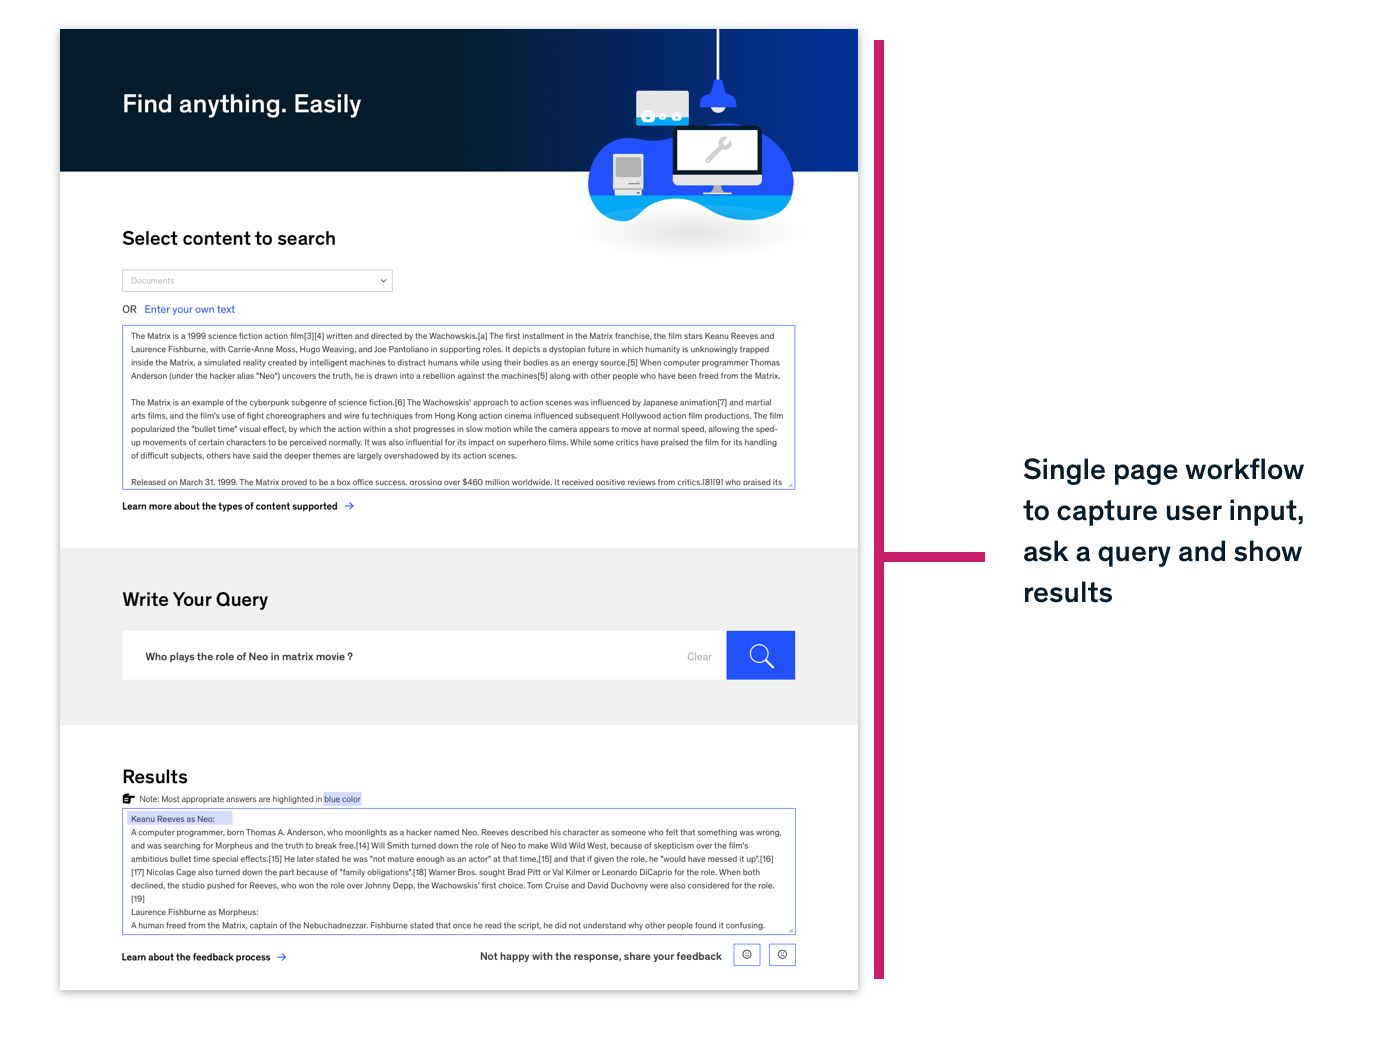 Find anything. Easily
Select content to search
Documents
OR Enter your own text
The Matrix is a 1999 science fiction action film[3][4] written and directed by the Wachowskis.[a] The first installment in the Matrix franchise, the film stars Keanu Reeves and
Laurence Fishburne, with Carrie-Anne Moss, Hugo Weaving, and Joe Pantoliano in supporting roles. It depicts a dystopian future in which humanity is unknowingly trapped
inside the Matrix, a simulated reality created by intelligent machines to distract humans while using their bodies as an energy source.[5] When computer programmer Thomas
Anderson (under the hacker alias "Neo") uncovers the truth, he is drawn into a rebellion against the machines[5] along with other people who have been freed from the Matrix.
The Matrix is an example of the cyberpunk subgenre of science fiction.[6] The Wachowskis' approach to action scenes was influenced by Japanese animation[7] and martial
arts films, and the film's use of fight choreographers and wire fu techniques from Hong Kong action cinema influenced subsequent Hollywood action film productions. The film
popularized the "bullet time" visual effect, by which the action within a shot progresses in slow motion while the camera appears to move at normal speed, allowing the sped-
up movements of certain characters to be perceived normally. It was also influential for its impact on superhero films. While some critics have praised the film for its handling
of difficult subjects, others have said the deeper themes are largely overshadowed by its action scenes.
Released on March 31, 1999, The Matrix proved to be a box office success, grossing over $460 million worldwide. It received positive reviews from critics,[8][9] who praised its
Learn more about the types of content supported
Write Your Query
Who plays the role of Neo in matrix movie ?
Clear
Results
Note: Most appropriate answers are highlighted in blue color
Keanu Reeves as Neo:
A computer programmer, born Thomas A. Anderson, who moonlights as a hacker named Neo. Reeves described his character as someone who felt that something was wrong,
and was searching for Morpheus and the truth to break free.[14] Will Smith turned down the role of Neo to make Wild Wild West, because of skepticism over the film's
ambitious bullet time special effects.[15] He later stated he was "not mature enough as an actor" at that time,[15] and that if given the role, he "would have messed it up".[16]
[17] Nicolas Cage also turned down the part because of "family obligations".[18] Warner Bros. sought Brad Pitt or Val Kilmer or Leonardo DiCaprio for the role. When both
declined, the studio pushed for Reeves, who won the role over Johnny Depp, the Wachowskis' first choice. Tom Cruise and David Duchovny were also considered for the role.
[19]
Laurence Fishburne as Morpheus:
A human freed from the Matrix, captain of the Nebuchadnezzar. Fishburne stated that once he read the script, he did not understand why other people found it confusing.
Learn about the feedback process
Not happy with the response, share your feedback
Single page workflow
to capture user input,
ask a query and show
results